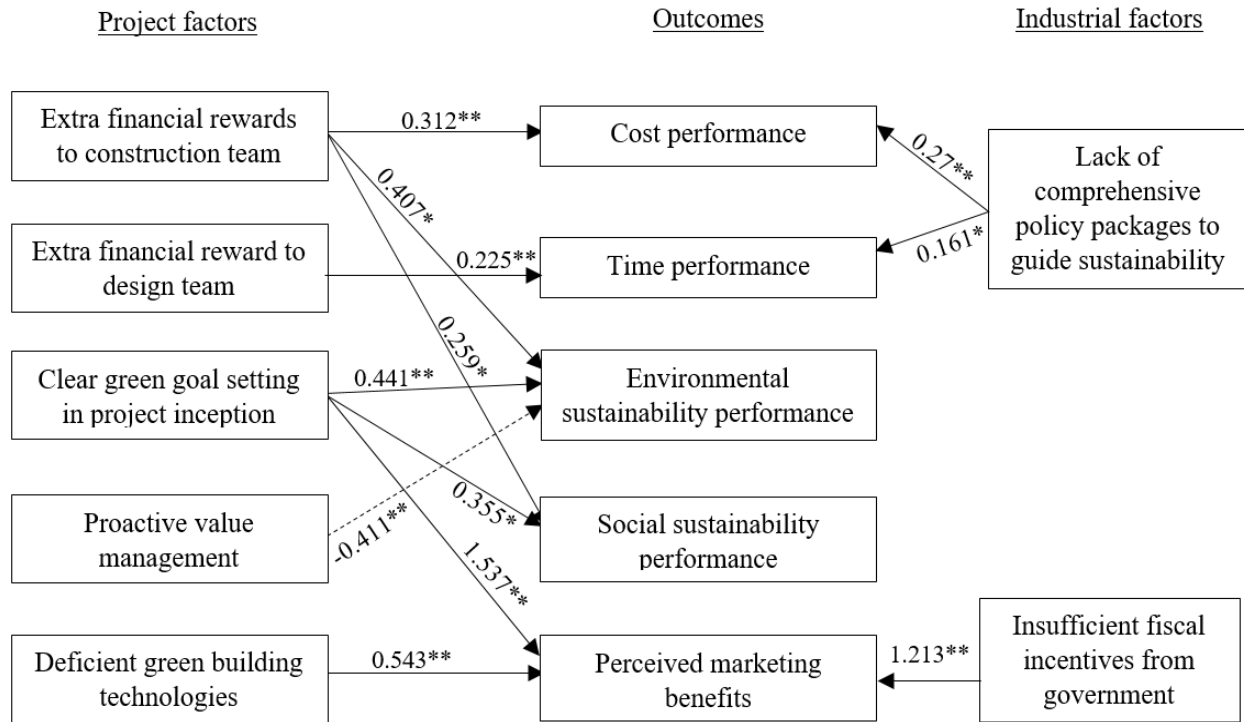 Project factors
Outcomes
Industrial factors
Extra financial rewards
to construction team
0.312**
Cost performance
0.27**
Lack of
comprehensive
policy packages to
guide sustainability
0.407*
Extra financial reward to
design team
0.225**
Time performance
0.161*
0.259*
Clear green goal setting
in project inception
0.441**
Environmental
sustainability performance
Proactive value
management
-0.411**
0.355*
Social sustainability
performance
1.537**
Deficient green building
technologies
0.543**
Perceived marketing
benefits
1.213**
Insufficient fiscal
incentives from
government